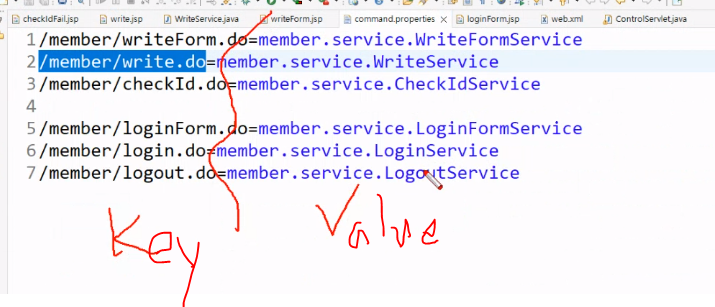 checkIdFail.jsp write.jsp WriteService.java writeForm.jsp command.properties loginForm.jsp web.xml ControlServlet.java
1 /member/writeForm.do=member.service.WriteFormService
2 /member/write.do=member.service.WriteService
3 /member/checkId.do=member.service.CheckIdService
4
5 /member/loginForm.do=member.service.LoginFormService
6 /member/login.do=member.service.LoginService
7 /member/logout.do=member.service.LogoutService
Key Value